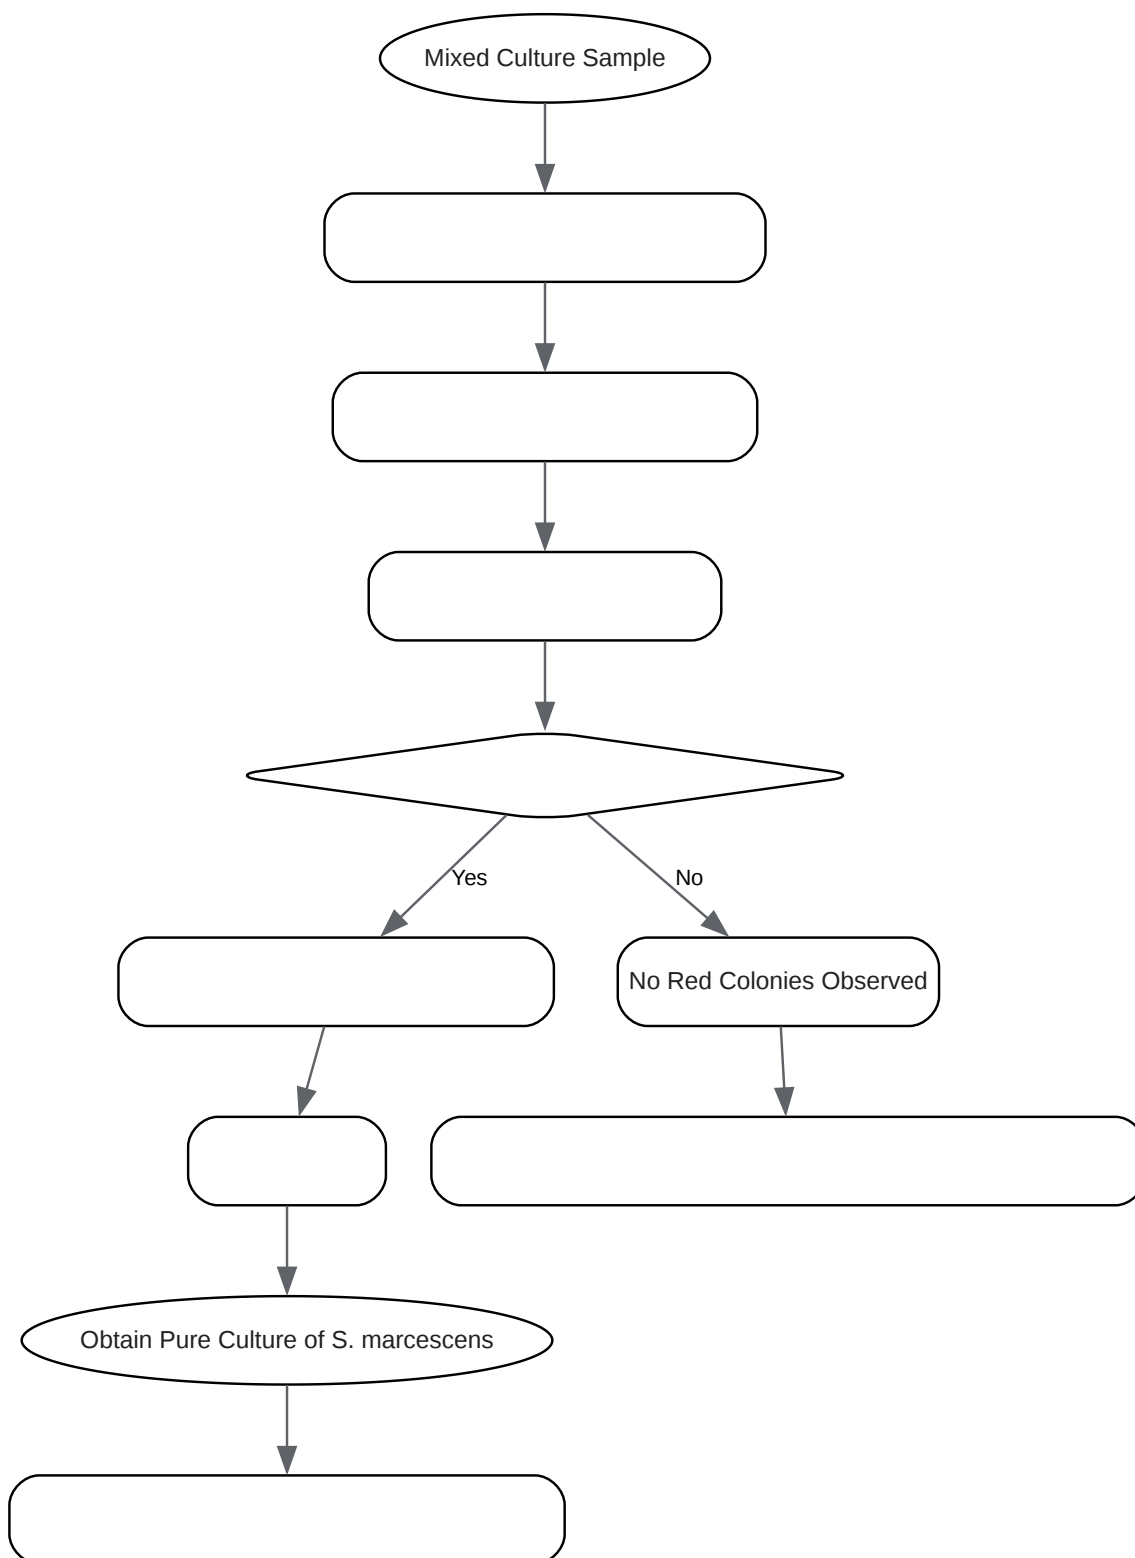 Mixed Culture Sample
Yes
No
No Red Colonies Observed
Obtain Pure Culture of S. marcescens